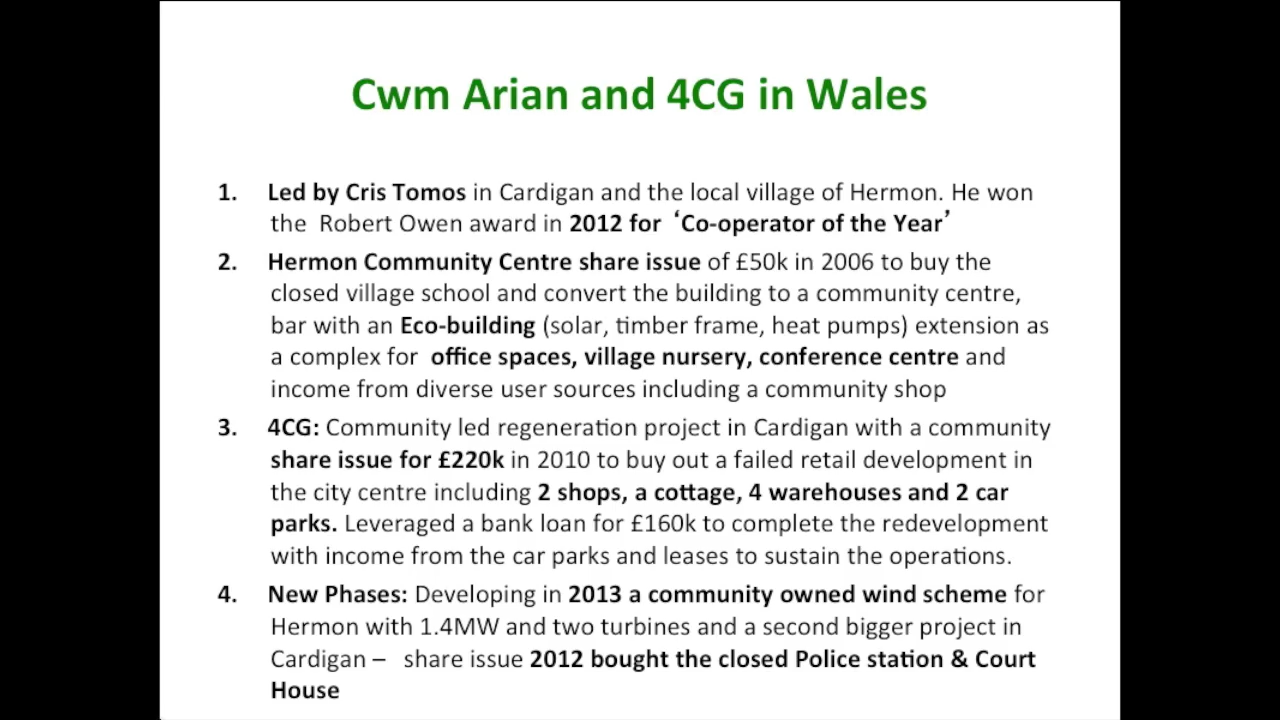 Cwm Arian and 4CG in Wales
1. Led by Cris Tomos in Cardigan and the local village of Hermon. He won
the Robert Owen award in 2012 for ‘Co-operator of the Year’
2. Hermon Community Centre share issue of £50k in 2006 to buy the
closed village school and convert the building to a community centre,
bar with an Eco-building (solar, timber frame, heat pumps) extension as
a complex for office spaces, village nursery, conference centre and
income from diverse user sources including a community shop
3. 4CG: Community led regeneration project in Cardigan with a community
share issue for £220k in 2010 to buy out a failed retail development in
the city centre including 2 shops, a cottage, 4 warehouses and 2 car
parks. Leveraged a bank loan for £160k to complete the redevelopment
with income from the car parks and leases to sustain the operations.
4. New Phases: Developing in 2013 a community owned wind scheme for
Hermon with 1.4MW and two turbines and a second bigger project in
Cardigan – share issue 2012 bought the closed Police station & Court
House